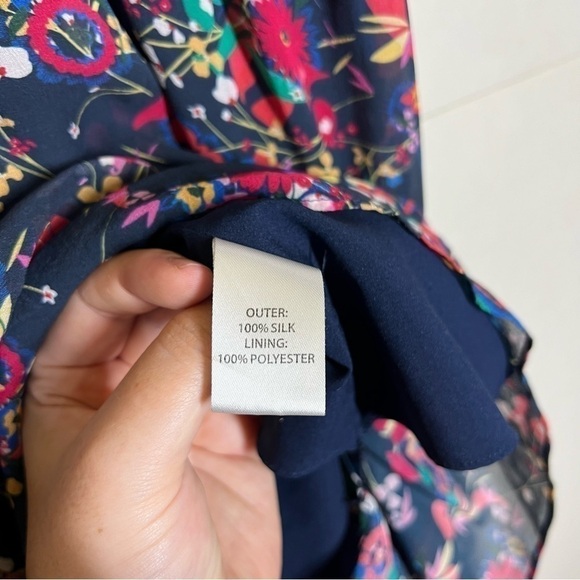 OUTER:
100% SILK
LINING:
100% POLYESTER